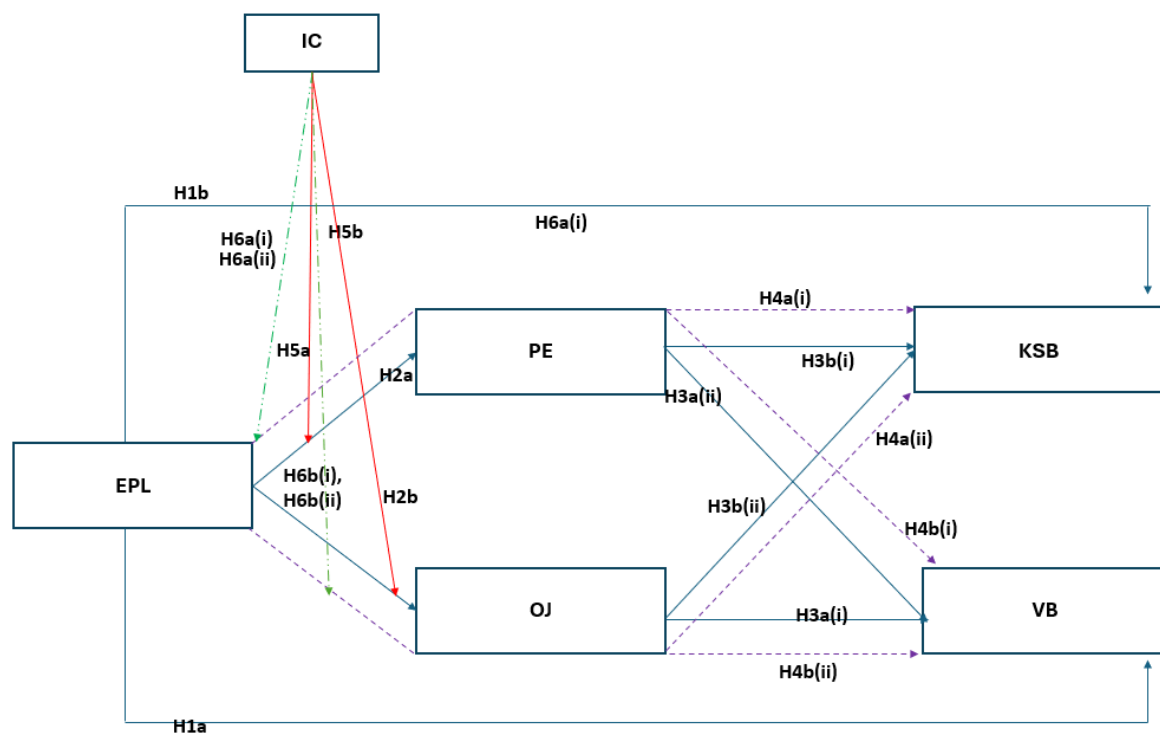 IC
H1b
H6a(i)
H6a(i)
H6a(ii)
H5b
H4a(i)
H5a
PE
KSB
H3b(i)
H2a
H3a(ii)
H4a(ii)
EPL
H6b(i),
H6b(ii)
H2b
H3b(ii)
H4b(i)
OJ
VB
H3a(i)
H4b(ii)
H1a